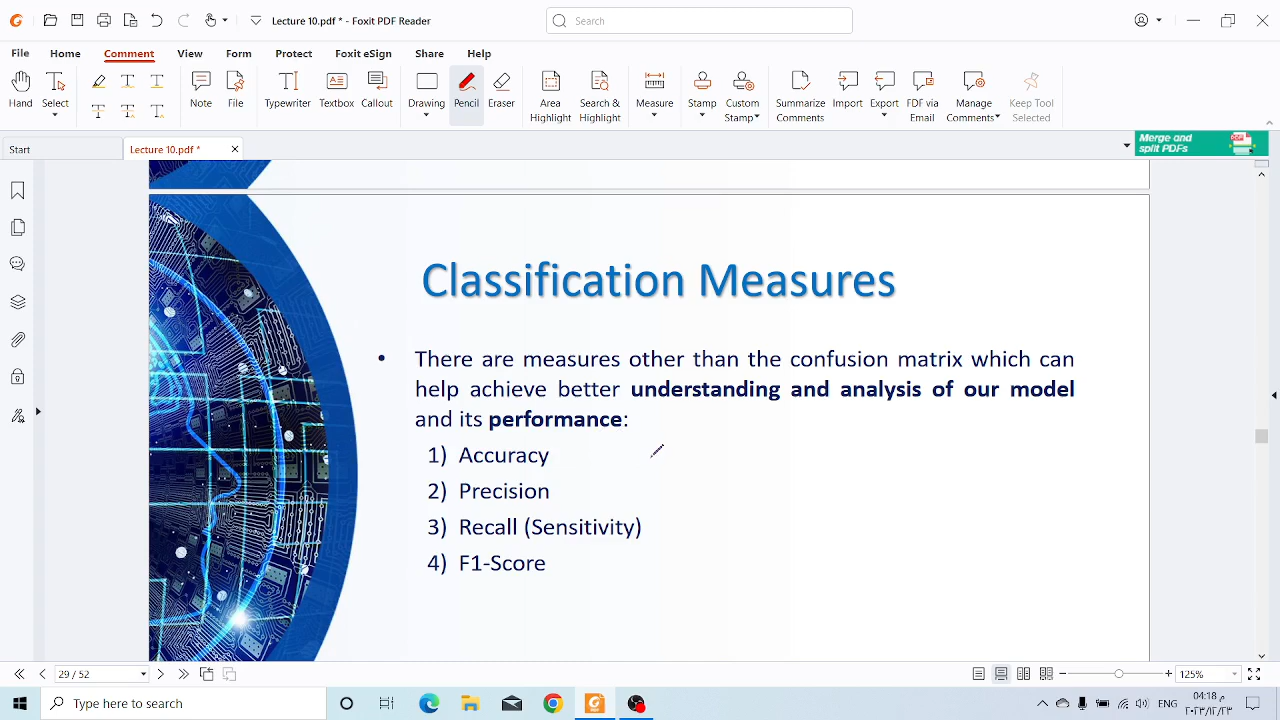 Lecture 10.pdf * - Foxit PDF Reader
Search
File Home Comment View Form Protect Foxit eSign Share Help
Hand Select Note File Typewriter Textbox Callout Drawing Pencil Eraser Area Highlight Search & Highlight Measure Stamp Custom Stamp Summarize Comments Import Export FDF via Email Manage Comments Keep Tool Selected
Start Lecture 10.pdf *
Merge and split PDFs
Classification Measures
• There are measures other than the confusion matrix which can
help achieve better understanding and analysis of our model
and its performance:
1) Accuracy
2) Precision
3) Recall (Sensitivity)
4) F1-Score
29 / 52 125%
Type here to search
ENG ٠٤:١٨
٢٠٢٣/١٢/٢٣